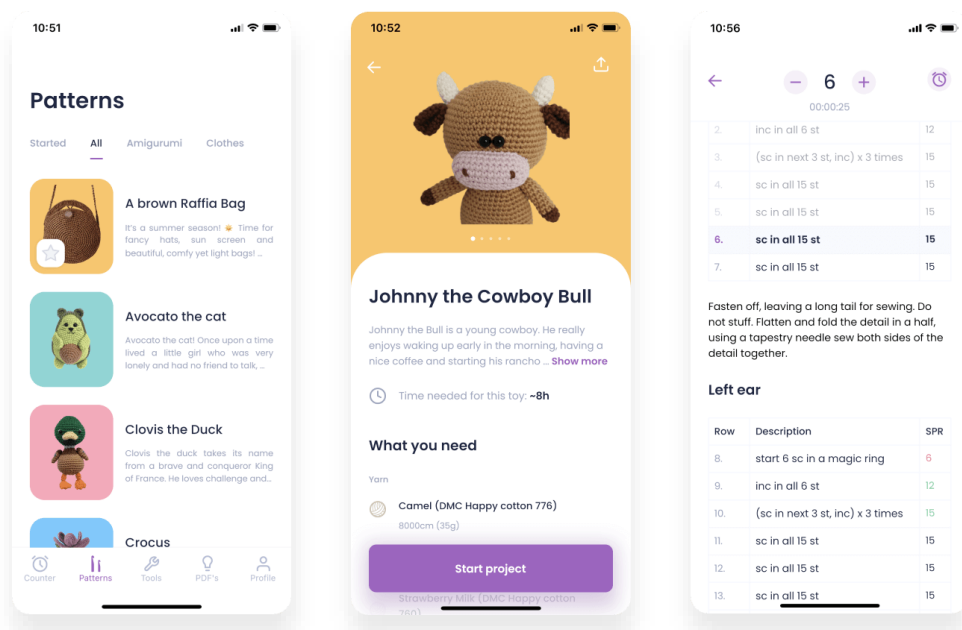 10:51
Patterns
Started All Amigurumi Clothes
A brown Raffia Bag
It's a summer season! 🌞 Time for
fancy hats, sun screen and
beautiful, comfy yet light bags! ...
Avocato the cat
Avocato the cat! Once upon a time
lived a little girl who was very
lonely and had no friend to talk, ...
Clovis the Duck
Clovis the duck takes its name
from a brave and conqueror King
of France. He loves challenge and...
Crocus
Counter Patterns Tools PDF's Profile
10:52
Johnny the Cowboy Bull
Johnny the Bull is a young cowboy. He really
enjoys waking up early in the morning, having a
nice coffee and starting his rancho ... Show more
Time needed for this toy: ~8h
What you need
Yarn
Camel (DMC Happy cotton 776)
8000cm (35g)
Start project
Strawberry Milk (DMC Happy cotton
760)
10:56
− 6 +
00:00:25
2. inc in all 6 st 12
3. (sc in next 3 st, inc) x 3 times 15
4. sc in all 15 st 15
5. sc in all 15 st 15
6. sc in all 15 st 15
7. sc in all 15 st 15
Fasten off, leaving a long tail for sewing. Do
not stuff. Flatten and fold the detail in a half,
using a tapestry needle sew both sides of the
detail together.
Left ear
Row Description SPR
8. start 6 sc in a magic ring 6
9. inc in all 6 st 12
10. (sc in next 3 st, inc) x 3 times 15
11. sc in all 15 st 15
12. sc in all 15 st 15
13. sc in all 15 st 15